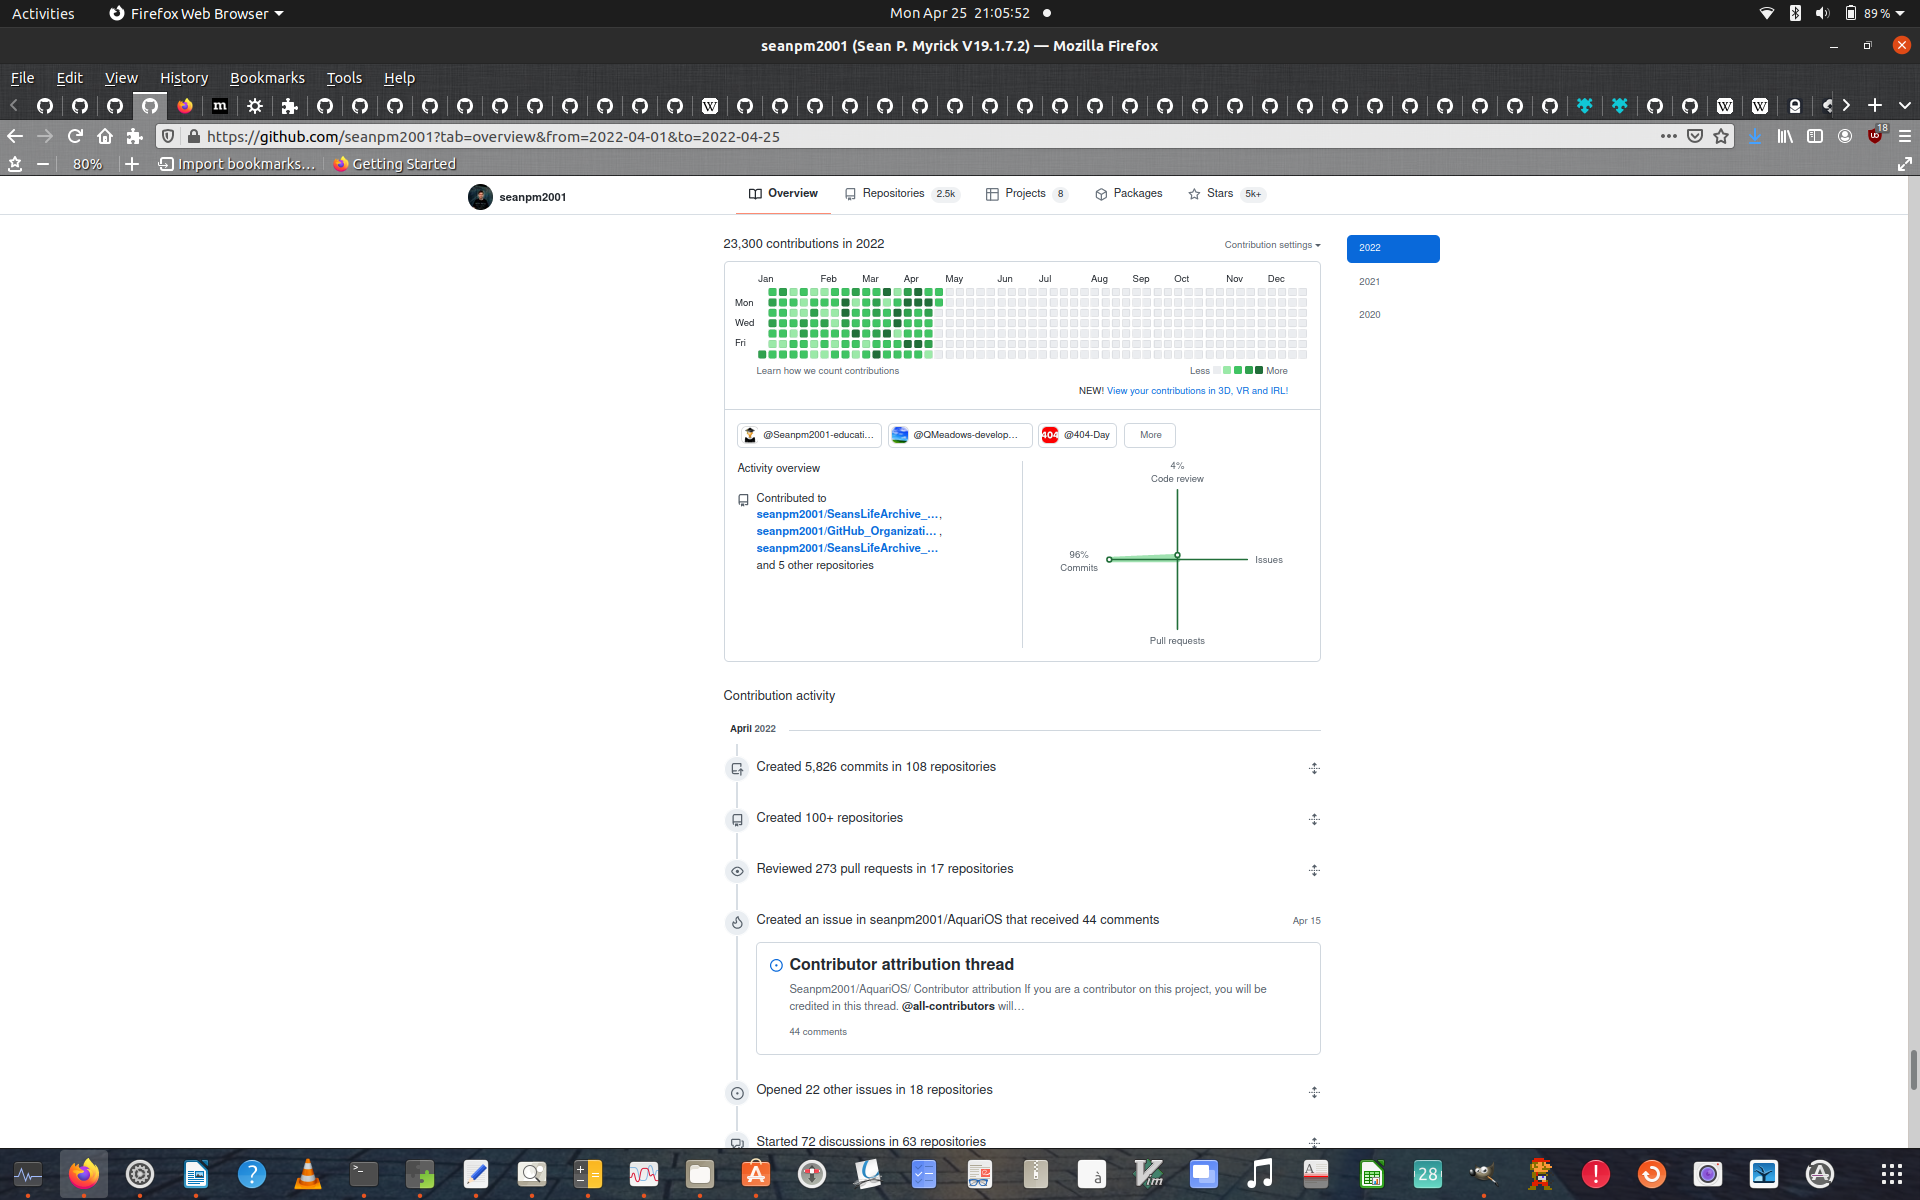 Activities
Firefox Web Browser
Mon Apr 25 21:05:52
89 %
seanpm2001 (Sean P. Myrick V19.1.7.2) — Mozilla Firefox
File Edit View History Bookmarks Tools Help
https://github.com/seanpm2001?tab=overview&from=2022-04-01&to=2022-04-25
18
80%
Import bookmarks...
Getting Started
seanpm2001
Overview
Repositories 2.5k
Projects 8
Packages
Stars 5k+
23,300 contributions in 2022
Contribution settings
2022
2021
2020
Jan Feb Mar Apr May Jun Jul Aug Sep Oct Nov Dec
Mon
Wed
Fri
Learn how we count contributions
Less
More
NEW! View your contributions in 3D, VR and IRL!
@Seanpm2001-educati...
@QMeadows-develop...
404 @404-Day
More
Activity overview
Contributed to
seanpm2001/SeansLifeArchive_...,
seanpm2001/GitHub_Organizati... ,
seanpm2001/SeansLifeArchive_...
and 5 other repositories
4%
Code review
96%
Commits
Issues
Pull requests
Contribution activity
April 2022
Created 5,826 commits in 108 repositories
Created 100+ repositories
Reviewed 273 pull requests in 17 repositories
Created an issue in seanpm2001/AquariOS that received 44 comments
Apr 15
Contributor attribution thread
Seanpm2001/AquariOS/ Contributor attribution If you are a contributor on this project, you will be
credited in this thread. @all-contributors will...
44 comments
Opened 22 other issues in 18 repositories
Started 72 discussions in 63 repositories
28